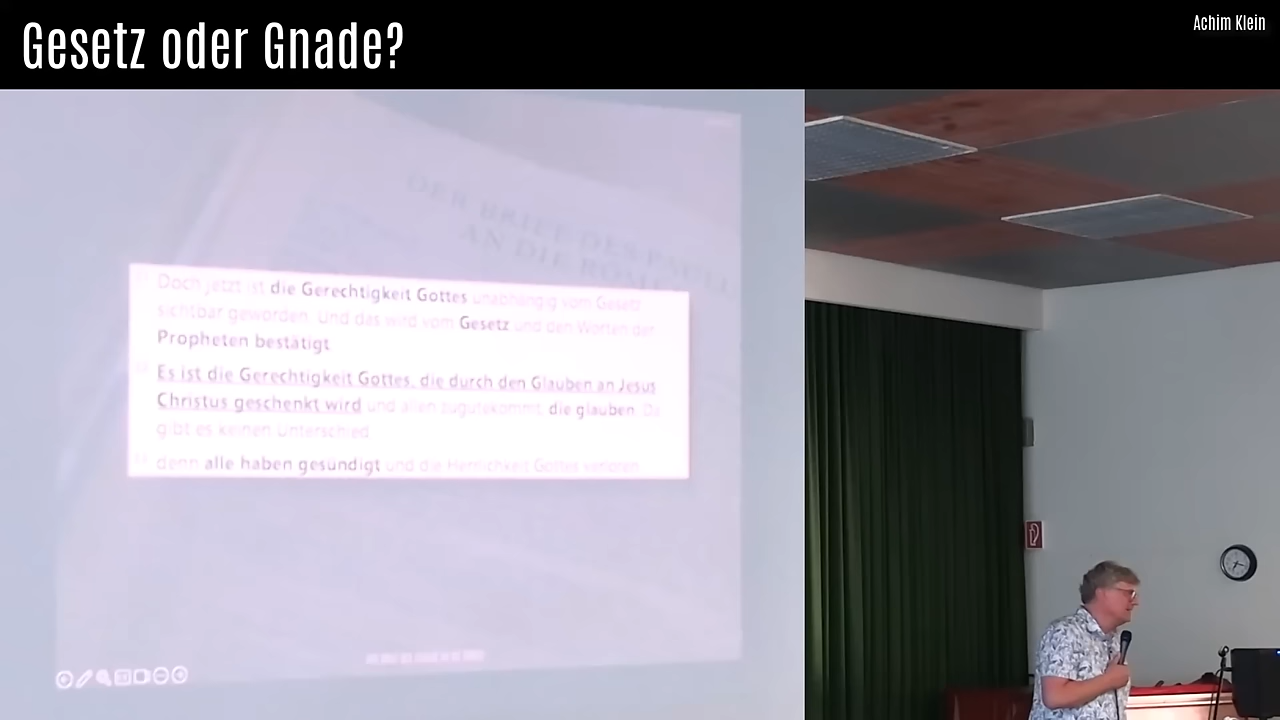 Gesetz oder Gnade?
Achim Klein
DER BRIEF DES PAULUS
AN DIE RÖMER
Doch jetzt ist die Gerechtigkeit Gottes unabhängig vom Gesetz
sichtbar geworden. Und das wird vom Gesetz und den Worten der
Propheten bestätigt
Es ist die Gerechtigkeit Gottes, die durch den Glauben an Jesus
Christus geschenkt wird und allen zugutekommt, die glauben. Da
gibt es keinen Unterschied
denn alle haben gesündigt und die Herrlichkeit Gottes verloren